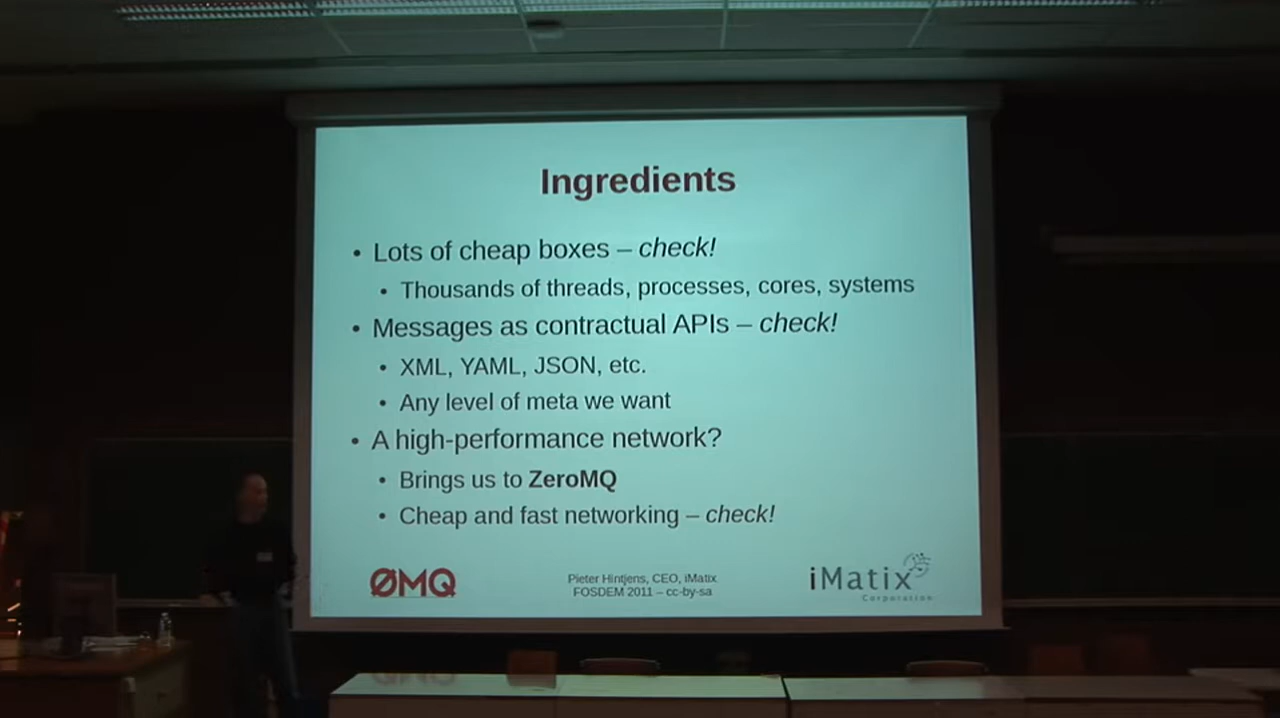 Ingredients
• Lots of cheap boxes – check!
• Thousands of threads, processes, cores, systems
• Messages as contractual APIs – check!
• XML, YAML, JSON, etc.
• Any level of meta we want
• A high-performance network?
• Brings us to ZeroMQ
• Cheap and fast networking – check!
ØMQ
Pieter Hintjens, CEO, iMatix
FOSDEM 2011 – cc-by-sa
iMatix
Corporation